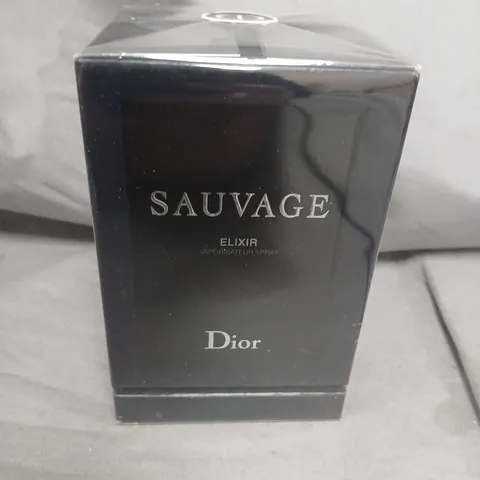 SAUVAGE
ELIXIR
VAPORISATEUR SPRAY
Dior